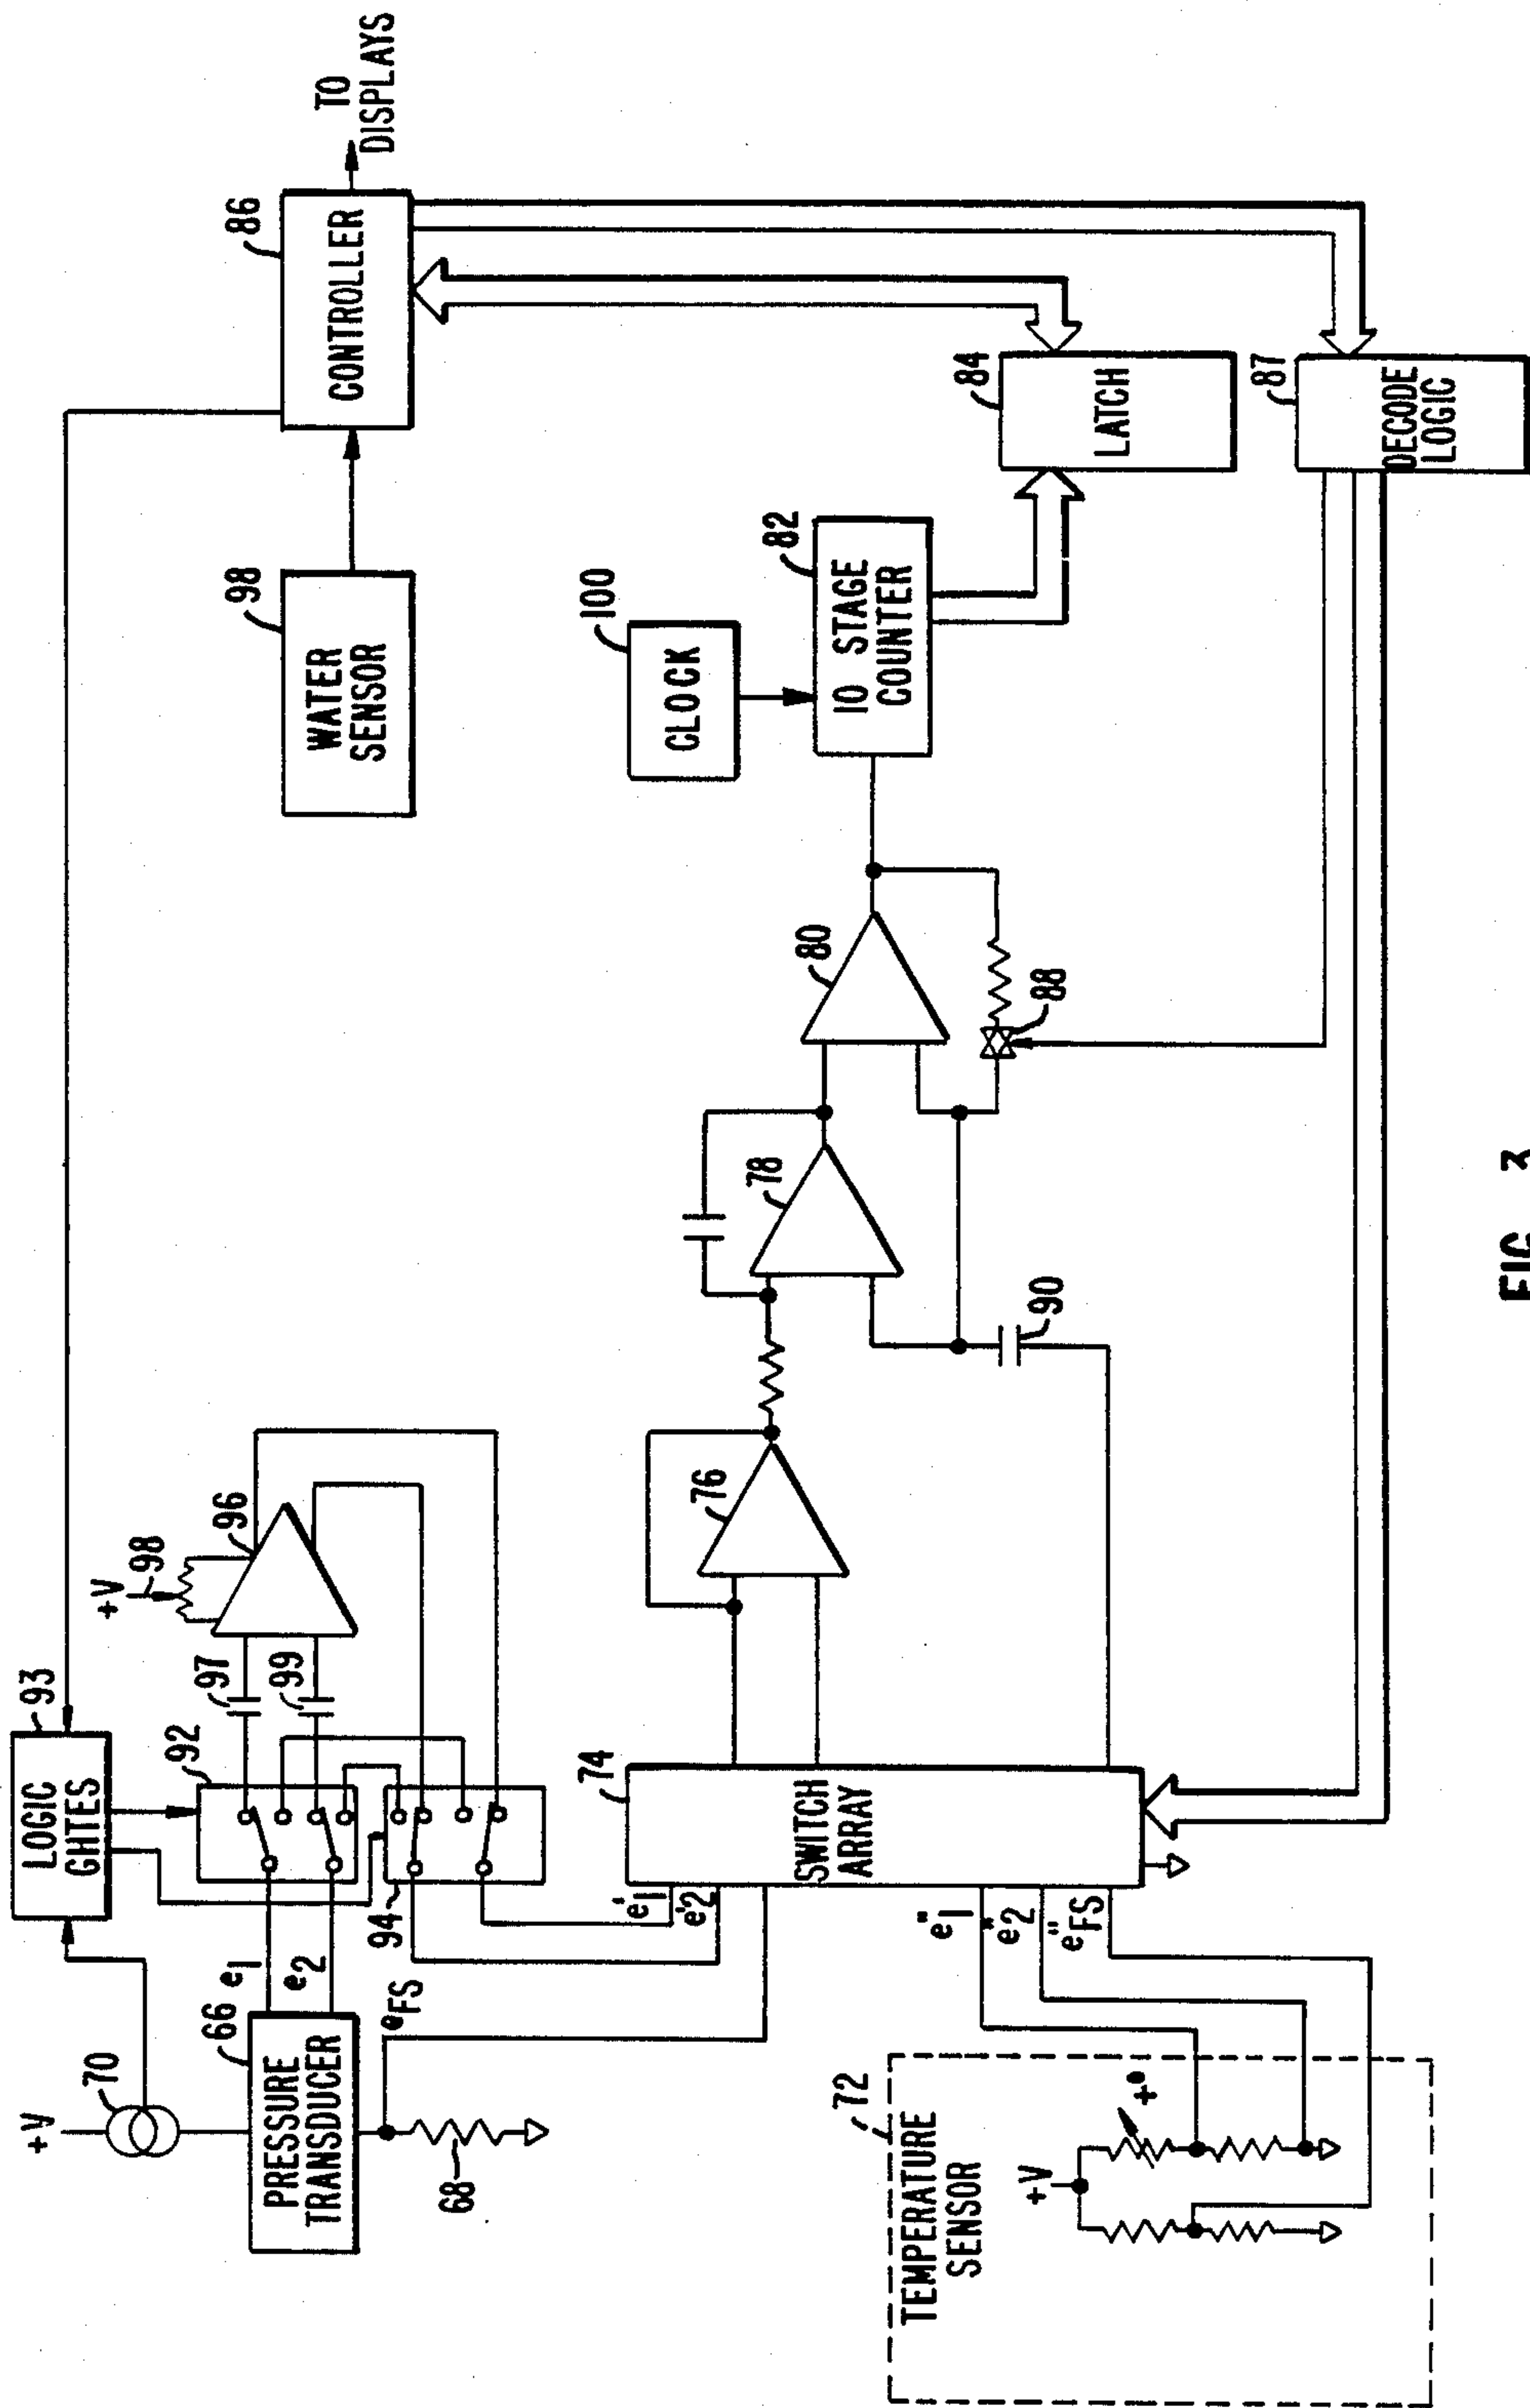 +V
70
LOGIC
GHTES
93
+V
98
96
66
PRESSURE
TRANSDUCER
e1
e2
92
97
99
94
eFS
68
e'1
e'2
74
SWITCH
ARRAY
e"1
e"2
e"FS
72
TEMPERATURE
SENSOR
+V
+°
76
78
80
88
90
100
CLOCK
82
10 STAGE
COUNTER
84
LATCH
87
DECODE
LOGIC
98
WATER
SENSOR
86
CONTROLLER
TO
DISPLAYS
FIG_3